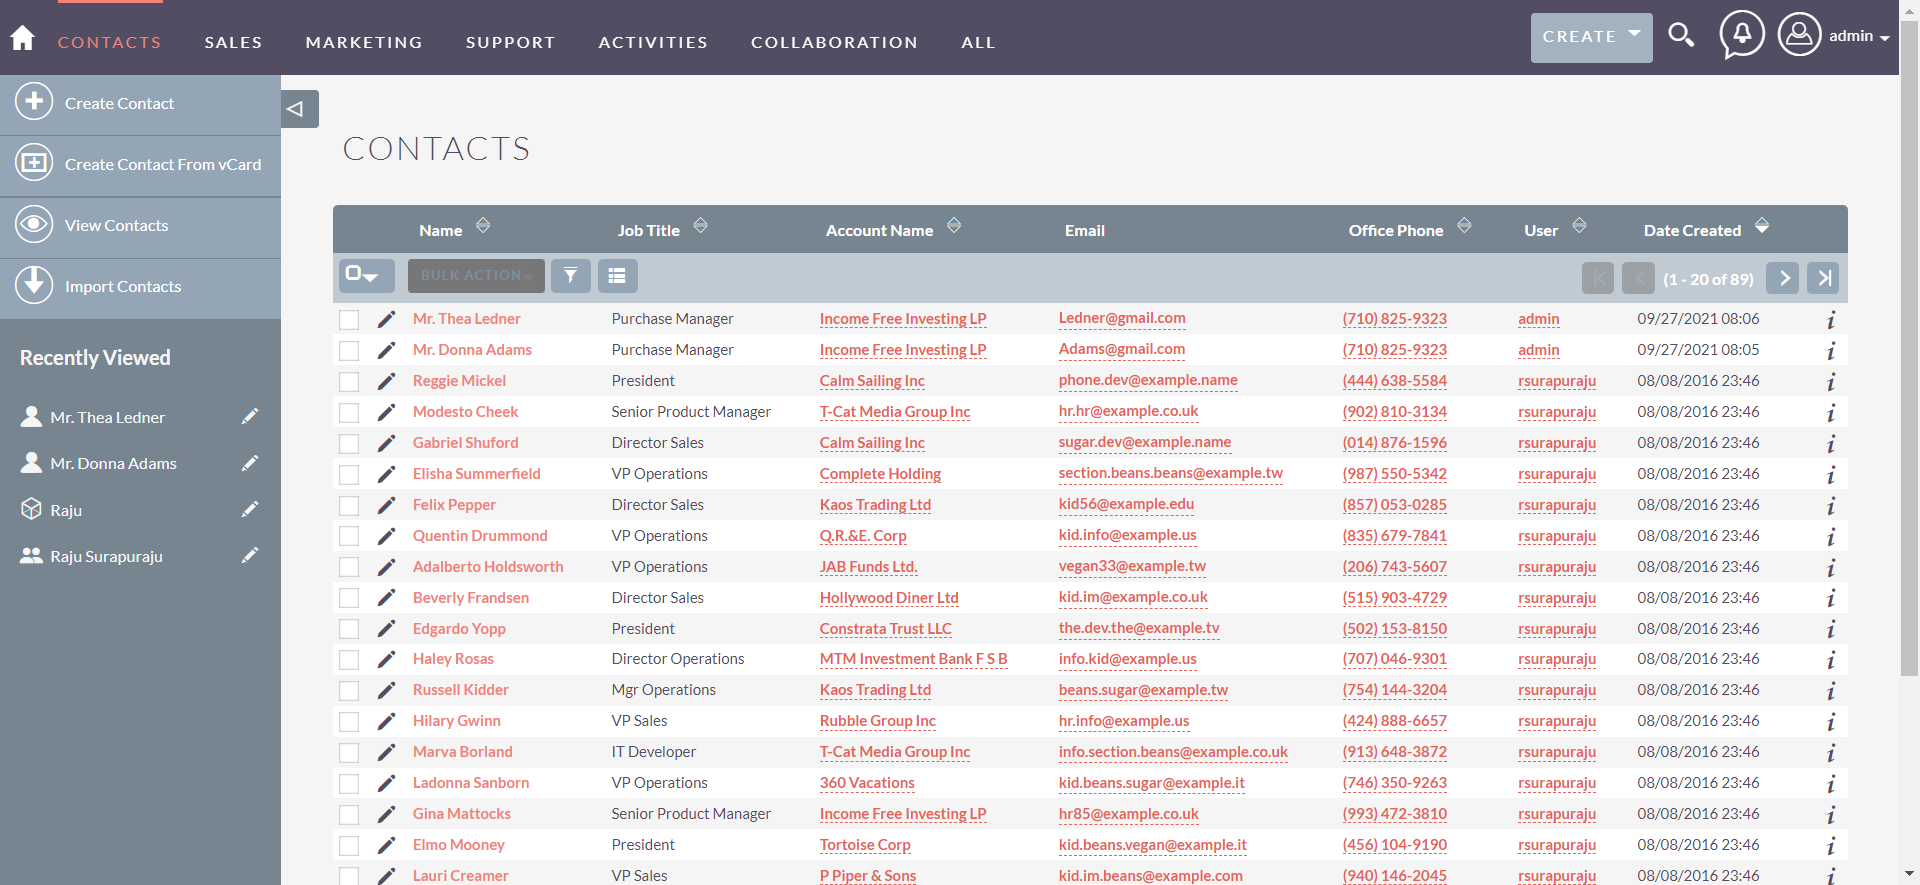 CONTACTS SALES MARKETING SUPPORT ACTIVITIES COLLABORATION ALL CREATE admin
Create Contact
Create Contact From vCard
View Contacts
Import Contacts
Recently Viewed
Mr. Thea Ledner
Mr. Donna Adams
Raju
Raju Surapuraju
CONTACTS
Name Job Title Account Name Email Office Phone User Date Created
BULK ACTION (1 - 20 of 89)
Mr. Thea Ledner Purchase Manager Income Free Investing LP Ledner@gmail.com (710) 825-9323 admin 09/27/2021 08:06
Mr. Donna Adams Purchase Manager Income Free Investing LP Adams@gmail.com (710) 825-9323 admin 09/27/2021 08:05
Reggie Mickel President Calm Sailing Inc phone.dev@example.name (444) 638-5584 rsurapuraju 08/08/2016 23:46
Modesto Cheek Senior Product Manager T-Cat Media Group Inc hr.hr@example.co.uk (902) 810-3134 rsurapuraju 08/08/2016 23:46
Gabriel Shuford Director Sales Calm Sailing Inc sugar.dev@example.name (014) 876-1596 rsurapuraju 08/08/2016 23:46
Elisha Summerfield VP Operations Complete Holding section.beans.beans@example.tw (987) 550-5342 rsurapuraju 08/08/2016 23:46
Felix Pepper Director Sales Kaos Trading Ltd kid56@example.edu (857) 053-0285 rsurapuraju 08/08/2016 23:46
Quentin Drummond VP Operations Q.R.&E. Corp kid.info@example.us (835) 679-7841 rsurapuraju 08/08/2016 23:46
Adalberto Holdsworth VP Operations JAB Funds Ltd. vegan33@example.tw (206) 743-5607 rsurapuraju 08/08/2016 23:46
Beverly Frandsen Director Sales Hollywood Diner Ltd kid.im@example.co.uk (515) 903-4729 rsurapuraju 08/08/2016 23:46
Edgardo Yopp President Constrata Trust LLC the.dev.the@example.tv (502) 153-8150 rsurapuraju 08/08/2016 23:46
Haley Rosas Director Operations MTM Investment Bank F S B info.kid@example.us (707) 046-9301 rsurapuraju 08/08/2016 23:46
Russell Kidder Mgr Operations Kaos Trading Ltd beans.sugar@example.tw (754) 144-3204 rsurapuraju 08/08/2016 23:46
Hilary Gwinn VP Sales Rubble Group Inc hr.info@example.us (424) 888-6657 rsurapuraju 08/08/2016 23:46
Marva Borland IT Developer T-Cat Media Group Inc info.section.beans@example.co.uk (913) 648-3872 rsurapuraju 08/08/2016 23:46
Ladonna Sanborn VP Operations 360 Vacations kid.beans.sugar@example.it (746) 350-9263 rsurapuraju 08/08/2016 23:46
Gina Mattocks Senior Product Manager Income Free Investing LP hr85@example.co.uk (993) 472-3810 rsurapuraju 08/08/2016 23:46
Elmo Mooney President Tortoise Corp kid.beans.vegan@example.it (456) 104-9190 rsurapuraju 08/08/2016 23:46
Lauri Creamer VP Sales P Piper & Sons kid.im.beans@example.com (940) 146-2045 rsurapuraju 08/08/2016 23:46